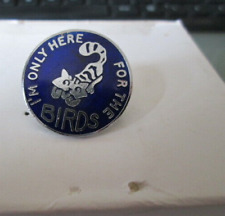 I'M ONLY HERE FOR THE
BIRDS